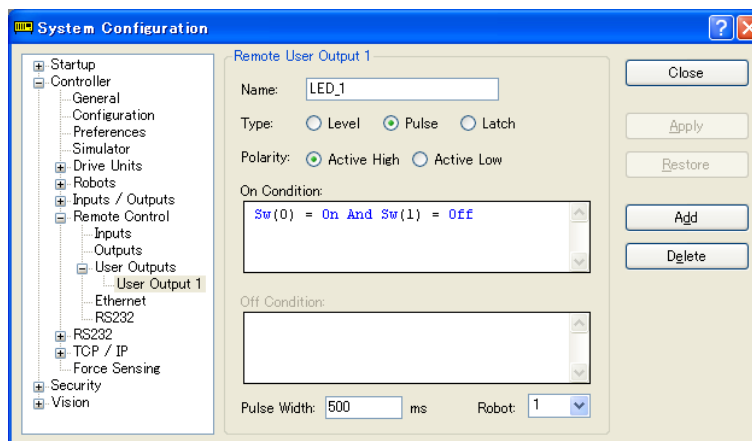 System Configuration
Startup
Controller
General
Configuration
Preferences
Simulator
Drive Units
Robots
Inputs / Outputs
Remote Control
Inputs
Outputs
User Outputs
User Output 1
Ethernet
RS232
RS232
TCP / IP
Force Sensing
Security
Vision
Remote User Output 1
Name: LED_1
Type: Level Pulse Latch
Polarity: Active High Active Low
On Condition:
Sw(0) = On And Sw(1) = Off
Off Condition:
Pulse Width: 500 ms Robot: 1
Close
Apply
Restore
Add
Delete